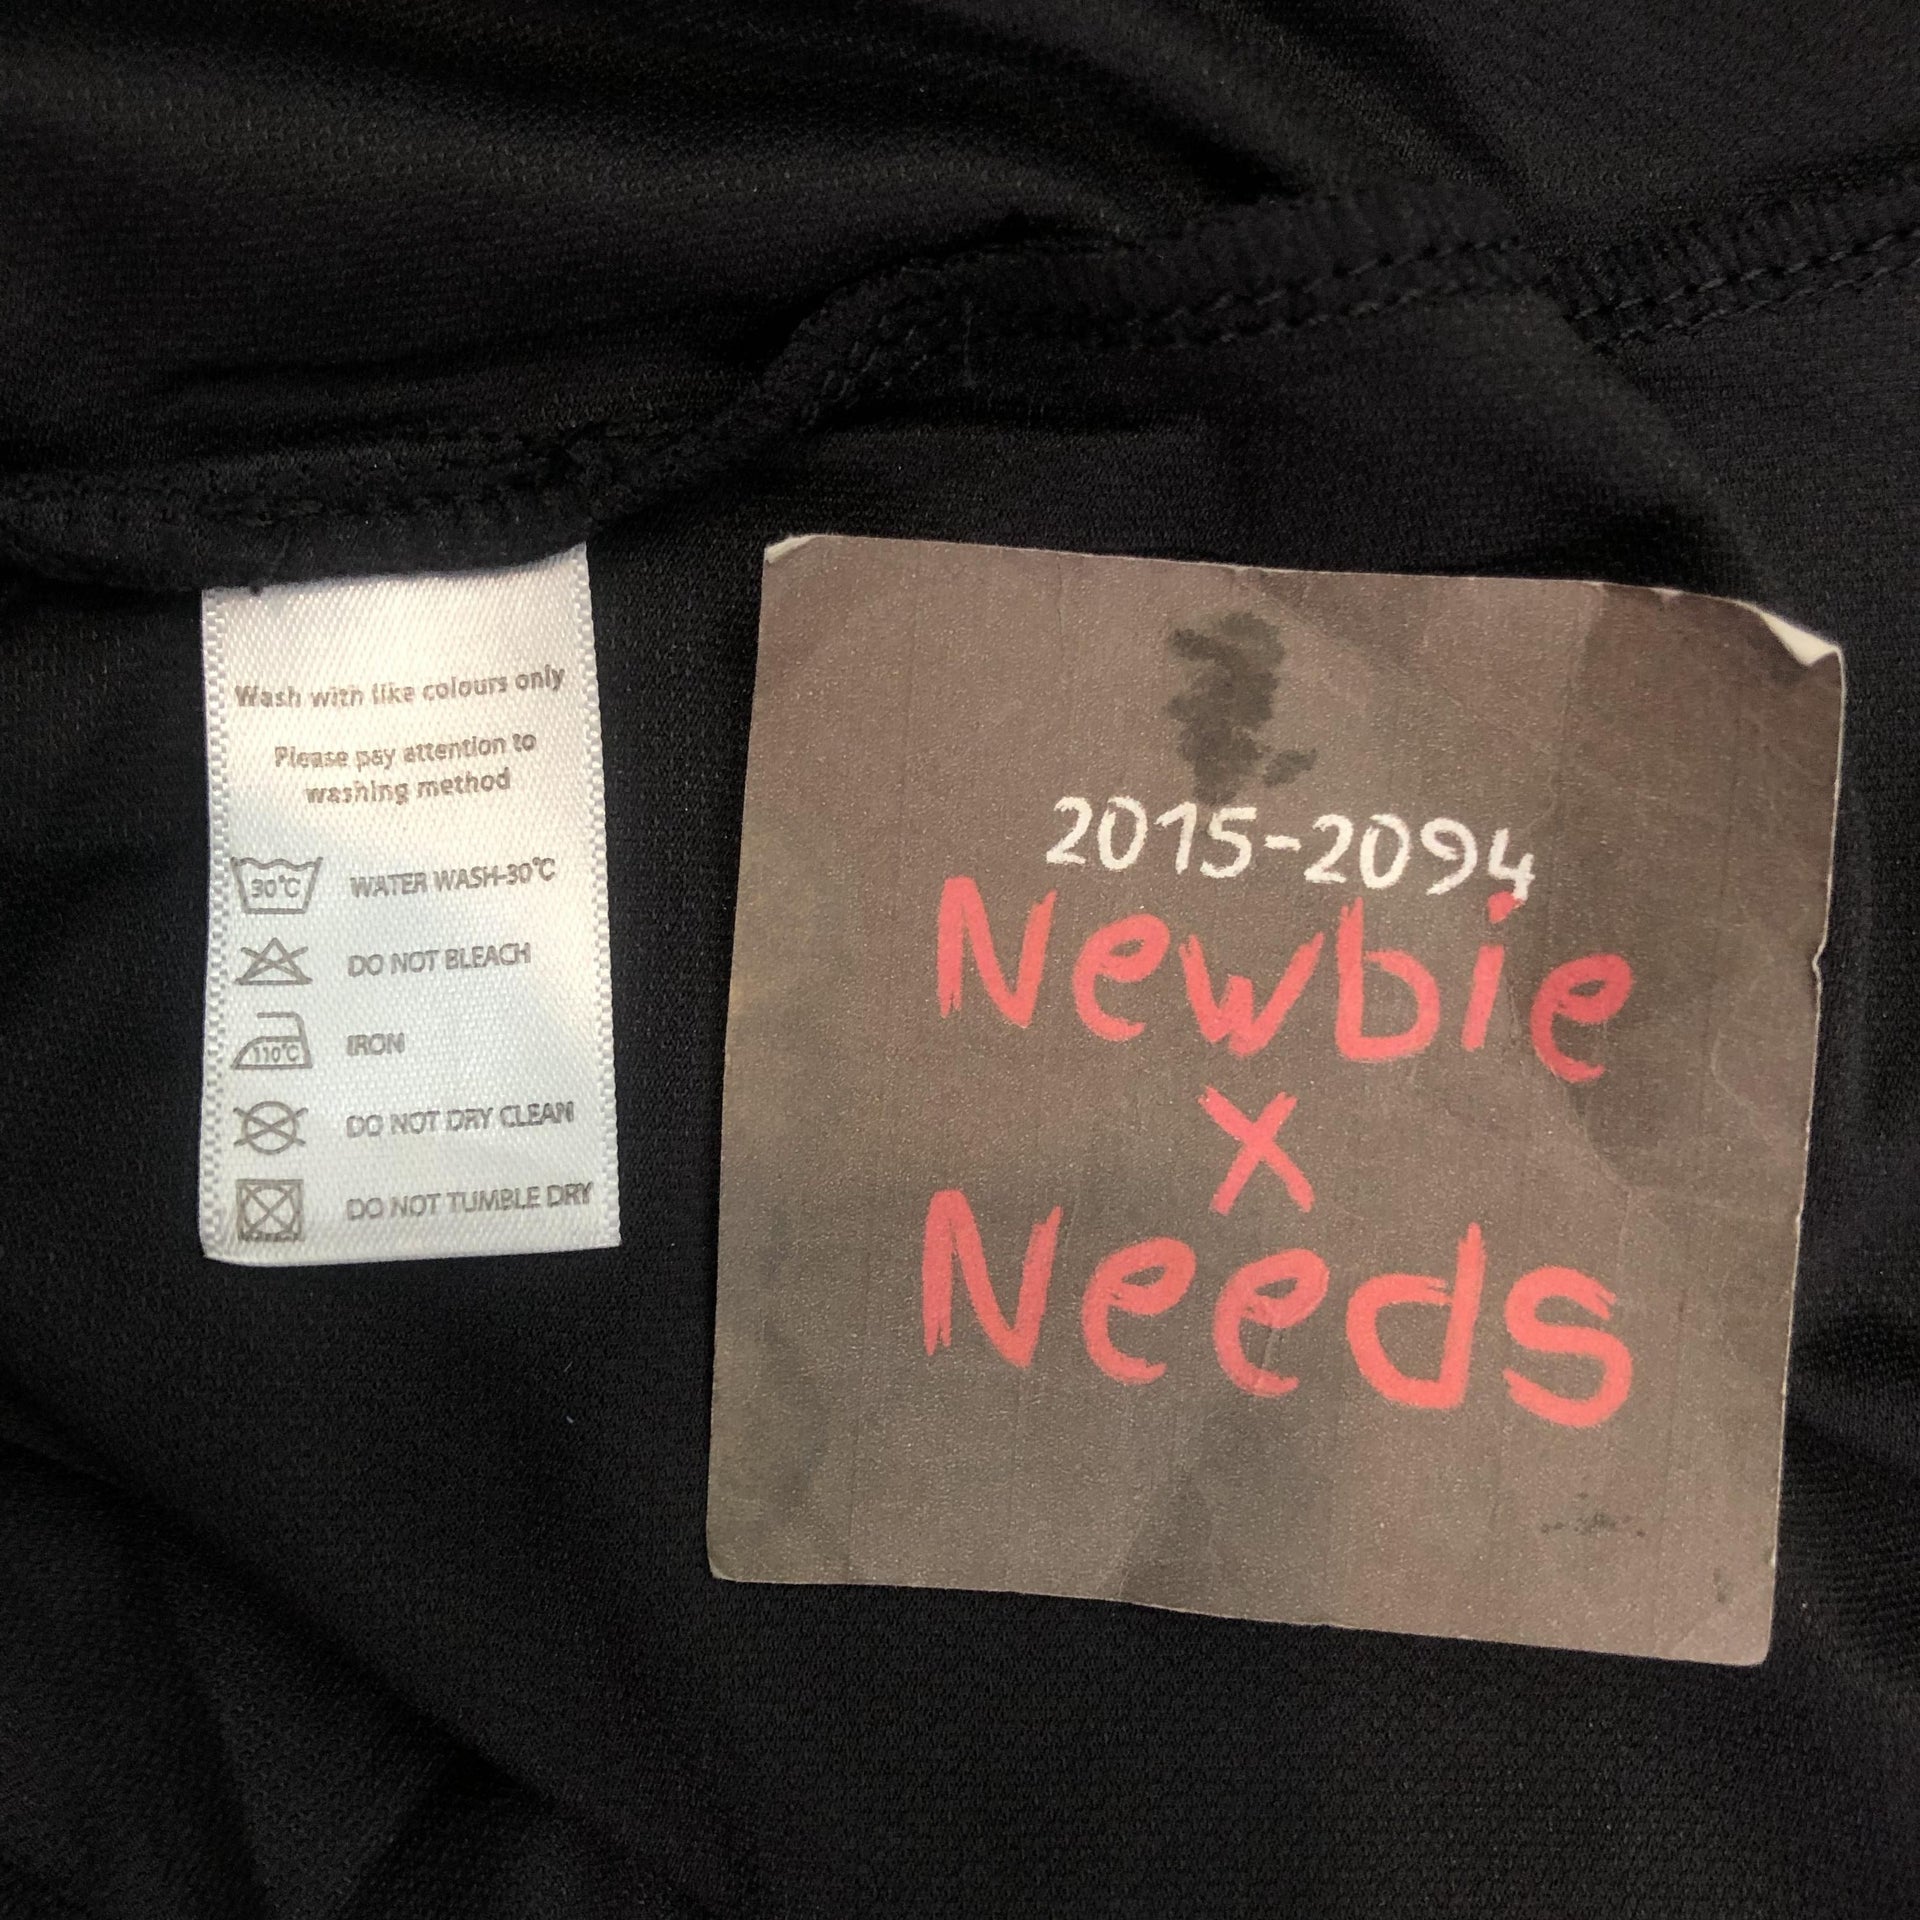 Wash with like colours only
Please pay attention to
washing method
30°C WATER WASH-30°C
DO NOT BLEACH
110°C IRON
DO NOT DRY CLEAN
DO NOT TUMBLE DRY
2015-2094
Newbie
x
Needs